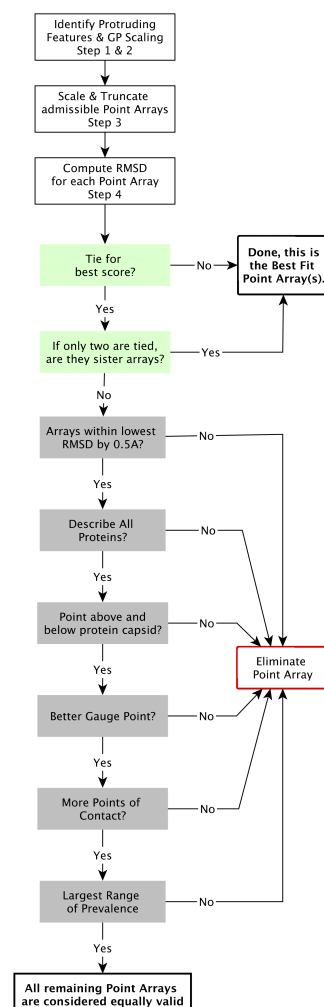 Identify Protruding
Features & GP Scaling
Step 1 & 2
Scale & Truncate
admissible Point Arrays
Step 3
Compute RMSD
for each Point Array
Step 4
Tie for
best score?
No
Done, this is
the Best Fit
Point Array(s).
Yes
If only two are tied,
are they sister arrays?
Yes
No
Arrays within lowest
RMSD by 0.5A?
No
Yes
Describe All
Proteins?
No
Yes
Point above and
below protein capsid?
No
Eliminate
Point Array
Yes
Better Gauge Point?
No
Yes
More Points of
Contact?
No
Yes
Largest Range
of Prevalence
No
Yes
All remaining Point Arrays
are considered equally valid